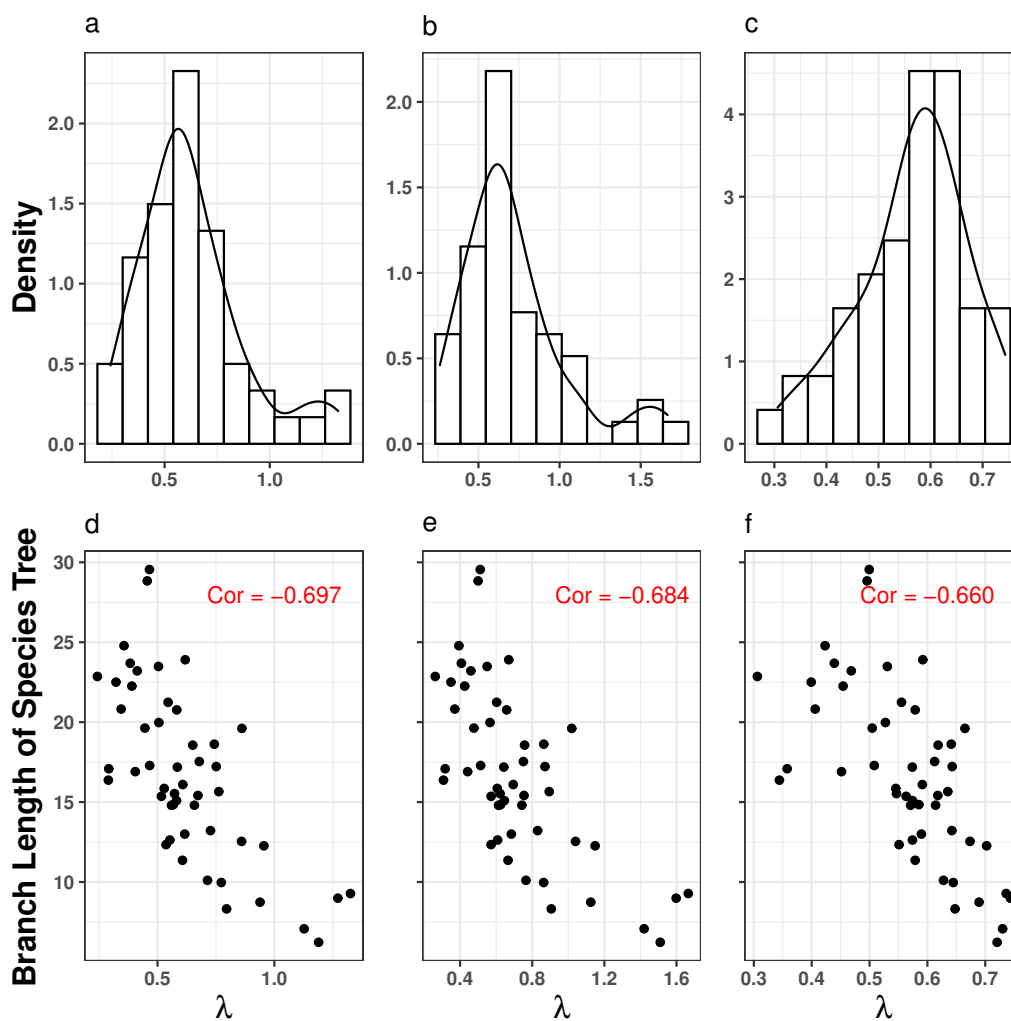 a
b
c
Density
0.0
0.5
1.0
1.5
2.0
0.5
1.0
0.0
0.5
1.0
1.5
2.0
0.5
1.0
1.5
0
1
2
3
4
0.3
0.4
0.5
0.6
0.7
d
e
f
Branch Length of Species Tree
10
15
20
25
30
Cor = −0.697
0.5
1.0
λ
Cor = −0.684
0.4
0.8
1.2
1.6
λ
Cor = −0.660
0.3
0.4
0.5
0.6
0.7
λ